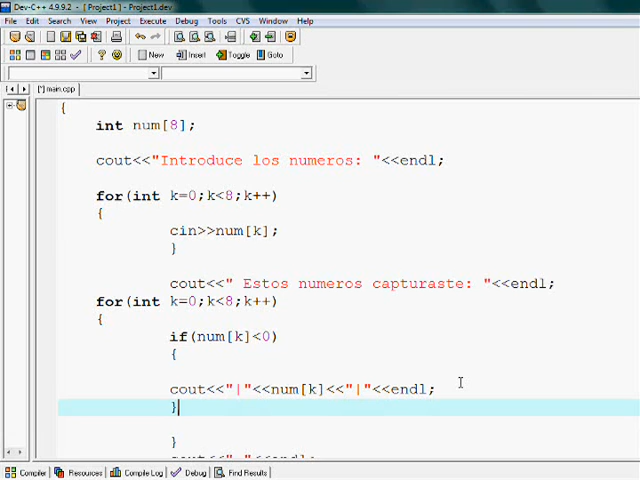 Dev-C++ 4.9.9.2 - [ Project1 ] - Project1.dev
File Edit Search View Project Execute Debug Tools CVS Window Help
New Insert Toggle Goto
[*] main.cpp
{
int num[8];
cout<<"Introduce los numeros: "<<endl;
for(int k=0;k<8;k++)
{
cin>>num[k];
}
cout<<" Estos numeros capturaste: "<<endl;
for(int k=0;k<8;k++)
{
if(num[k]<0)
{
cout<<"|"<<num[k]<<"|"<<endl;
}
}
Compiler Resources Compile Log Debug Find Results